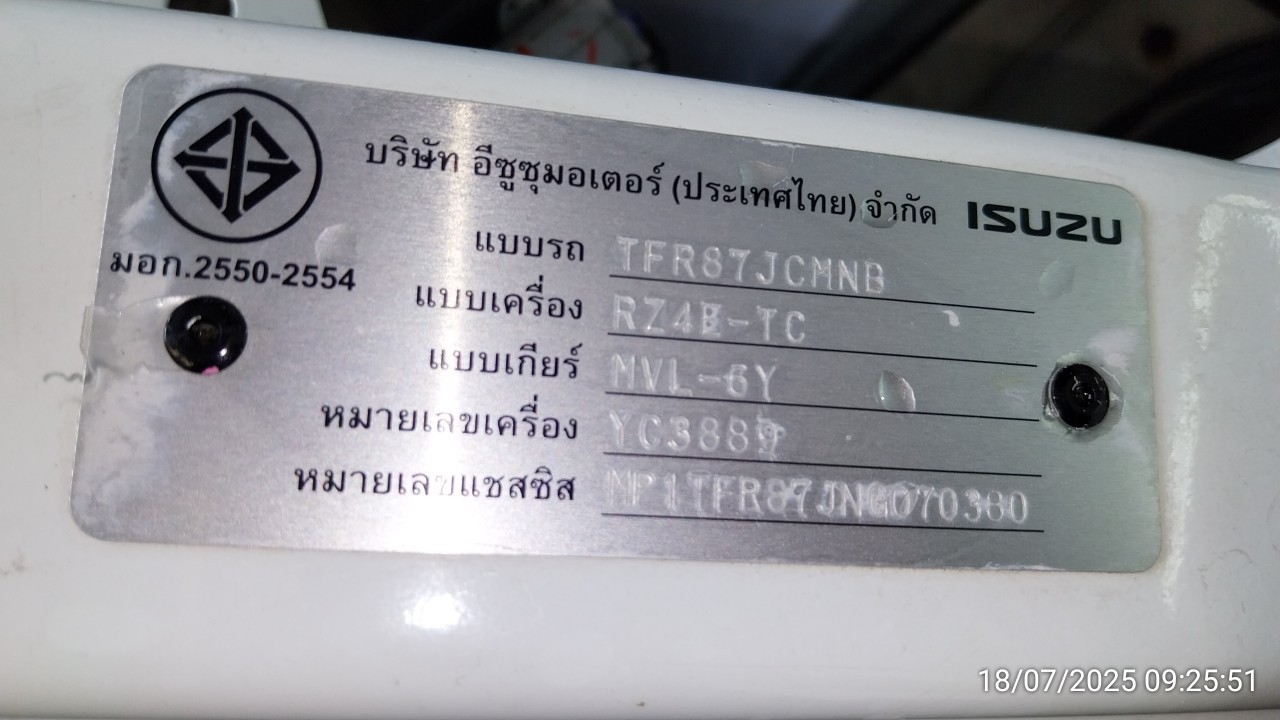 บริษัท อีซูซุมอเตอร์ (ประเทศไทย) จำกัด ISUZU
มอก.2550-2554
แบบรถ TFR87JCMNB
แบบเครื่อง RZ4E-TC
แบบเกียร์ MVL-6Y
หมายเลขเครื่อง
หมายเลขแชสซิส
18/07/2025 09:25:51